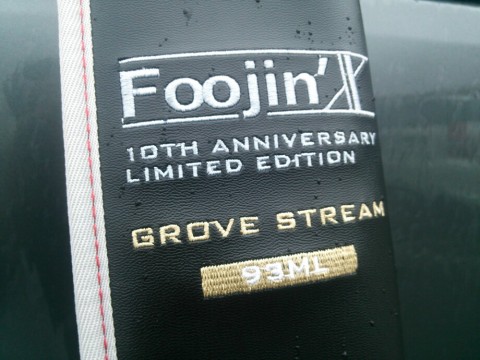 Foojin'X
10TH ANNIVERSARY
LIMITED EDITION
GROVE STREAM
93ML